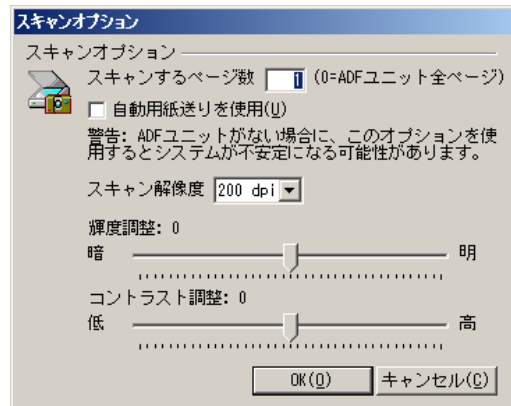 スキャンオプション
スキャンオプション
スキャンするページ数 1 (0=ADFユニット全ページ)
自動用紙送りを使用(U)
警告: ADFユニットがない場合に、このオプションを使
用するとシステムが不安定になる可能性があります。
スキャン解像度 200 dpi
輝度調整: 0
暗 明
コントラスト調整: 0
低 高
OK(O) キャンセル(C)